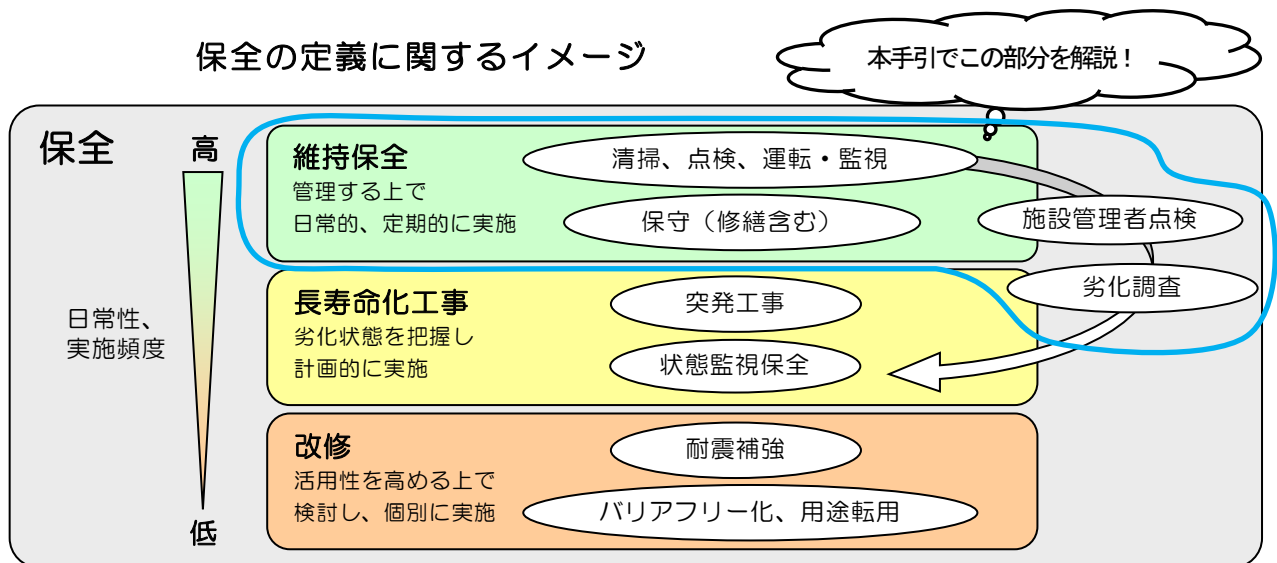 保全の定義に関するイメージ
本手引でこの部分を解説！
保全
高
日常性、
実施頻度
低
維持保全
管理する上で
日常的、定期的に実施
清掃、点検、運転・監視
保守（修繕含む）
施設管理者点検
劣化調査
長寿命化工事
劣化状態を把握し
計画的に実施
突発工事
状態監視保全
改修
活用性を高める上で
検討し、個別に実施
耐震補強
バリアフリー化、用途転用